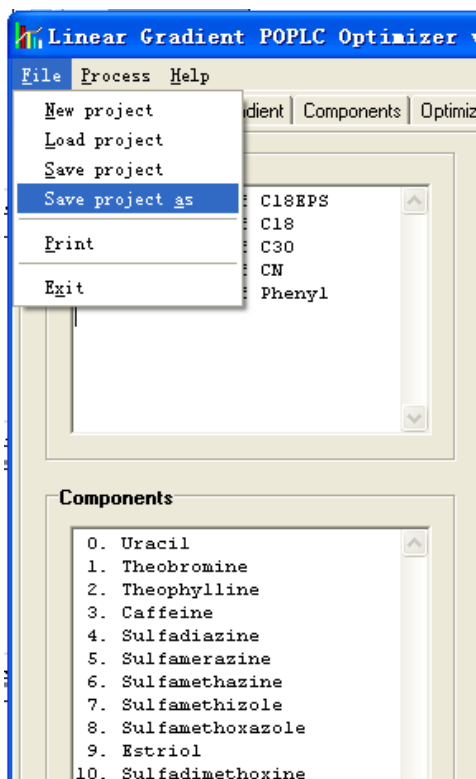 Linear Gradient POPLC Optimizer
File Process Help
New project
Load project
Save project
Save project as
Print
Exit
Components
C18EPS
C18
C30
CN
Phenyl
Components
0. Uracil
1. Theobromine
2. Theophylline
3. Caffeine
4. Sulfadiazine
5. Sulfamerazine
6. Sulfamethazine
7. Sulfamethizole
8. Sulfamethoxazole
9. Estriol
10. Sulfadimethoxine